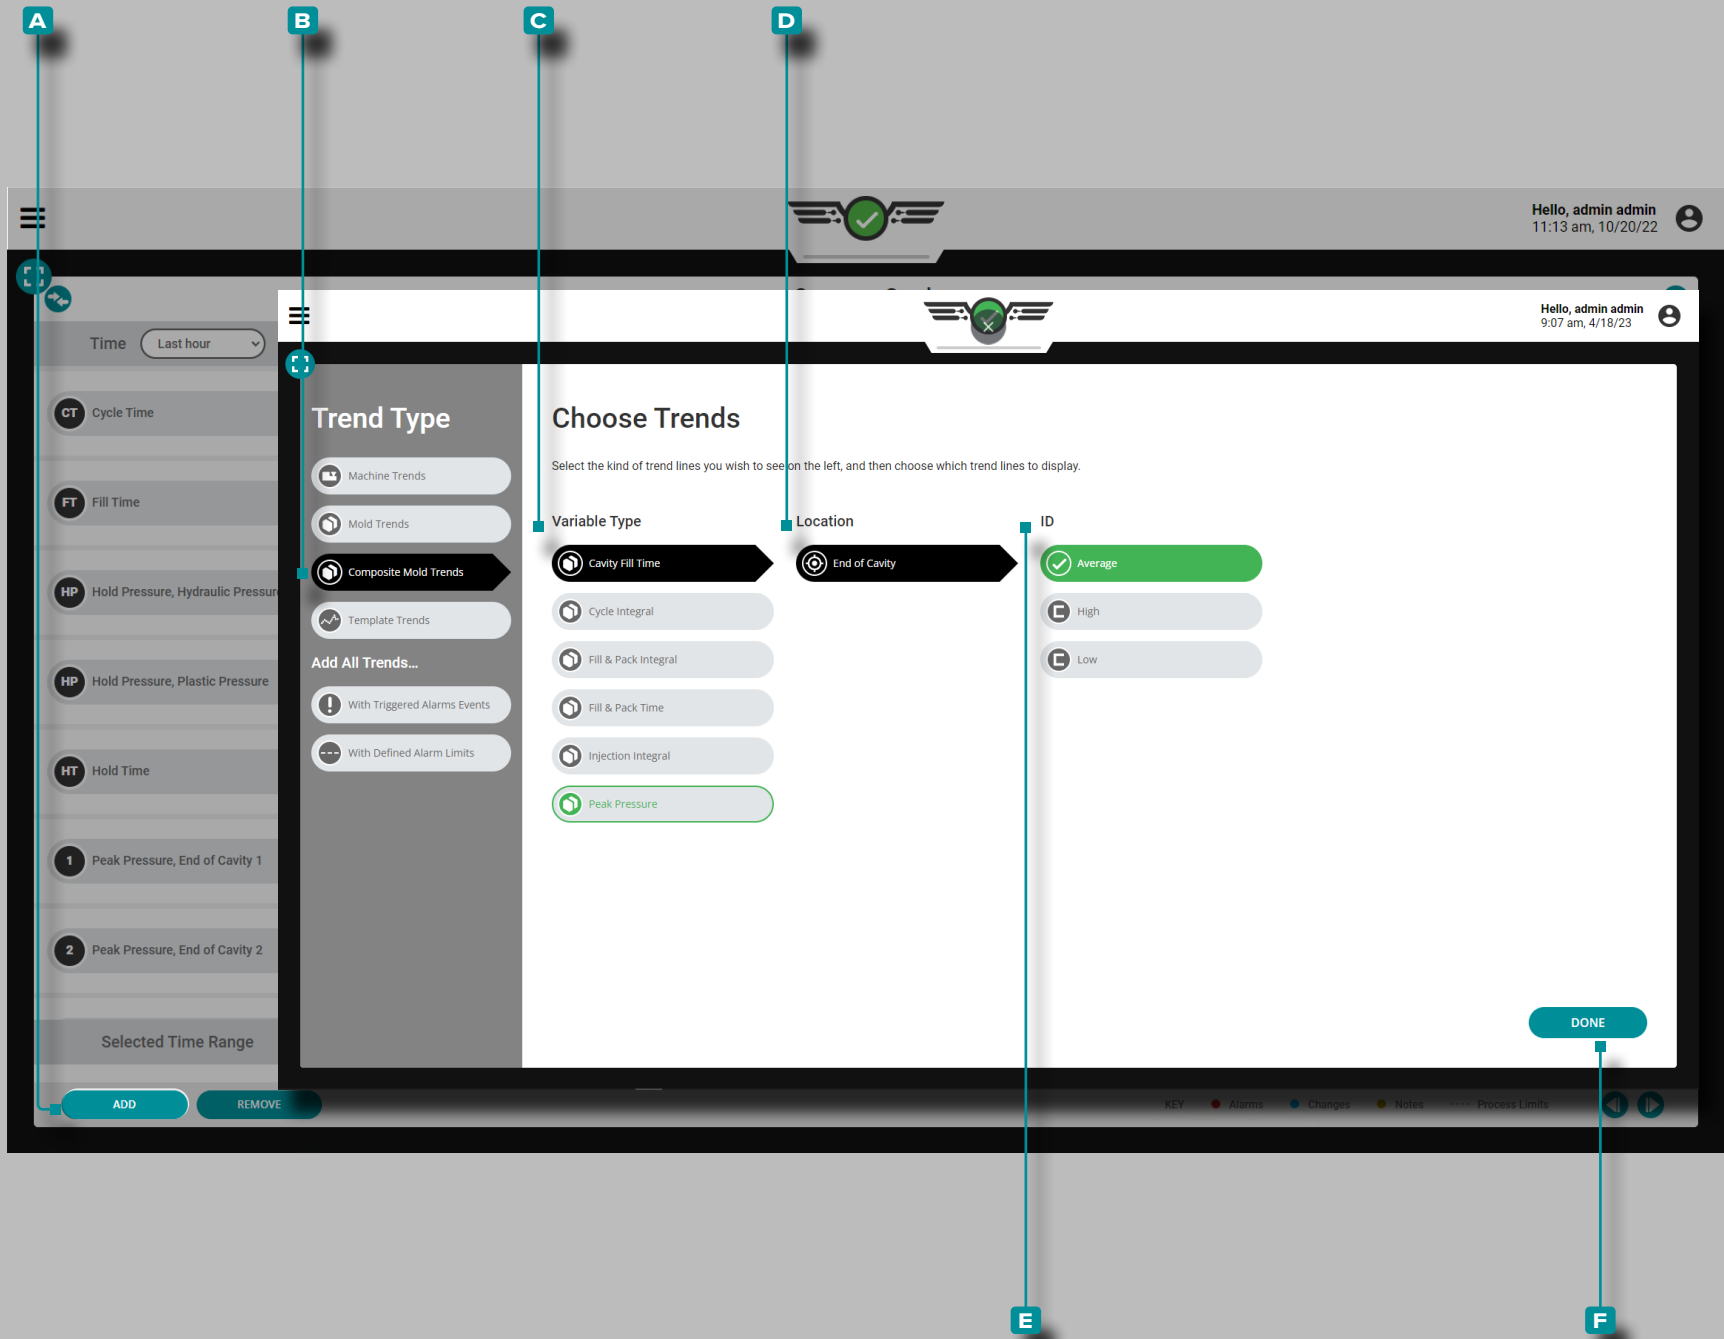 A
B
C
D
Hello, admin admin
11:13 am, 10/20/22
Time
Last hour
CT
Cycle Time
FT
Fill Time
HP
Hold Pressure, Hydraulic Pressur
HP
Hold Pressure, Plastic Pressure
HT
Hold Time
1
Peak Pressure, End of Cavity 1
2
Peak Pressure, End of Cavity 2
Selected Time Range
ADD
REMOVE
Hello, admin admin
9:07 am, 4/18/23
Trend Type
Machine Trends
Mold Trends
Composite Mold Trends
Template Trends
Add All Trends...
With Triggered Alarms Events
With Defined Alarm Limits
Choose Trends
Select the kind of trend lines you wish to see on the left, and then choose which trend lines to display.
Variable Type
Cavity Fill Time
Cycle Integral
Fill & Pack Integral
Fill & Pack Time
Injection Integral
Peak Pressure
Location
End of Cavity
ID
Average
High
Low
DONE
KEY
Alarms
Changes
Notes
Process Limits
E
F